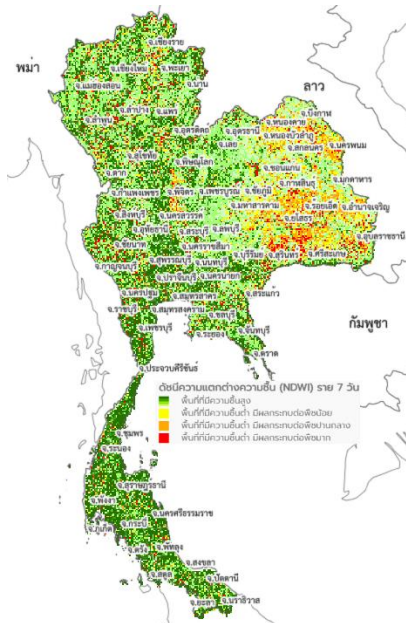 จ.เชียงราย
พม่า
จ.เชียงใหม่
จ.พะเยา
ลาว
จ.แม่ฮ่องสอน
จ.น่าน
จ.บึงกาฬ
จ.ลำปาง
จ.แพร่
จ.หนองคาย
จ.ลำพูน
จ.อุตรดิตถ์
จ.อุดรธานี
จ.หนองบัวลำภู
จ.เลย
จ.สกลนคร
จ.นครพนม
จ.สุโขทัย
จ.พิษณุโลก
จ.ขอนแก่น
จ.ตาก
จ.กาฬสินธุ์
จ.มุกดาหาร
จ.กำแพงเพชร
จ.พิจิตร
จ.เพชรบูรณ์
จ.ชัยภูมิ
จ.มหาสารคาม
จ.ร้อยเอ็ด
จ.อำนาจเจริญ
จ.สิงห์บุรี
จ.นครสวรรค์
จ.ยโสธร
จ.อุทัยธานี
จ.สระบุรี
จ.ลพบุรี
จ.อุบลราชธานี
จ.ชัยนาท
จ.นครราชสีมา
จ.บุรีรัมย์
จ.สุรินทร์
จ.ศรีสะเกษ
จ.กาญจนบุรี
จ.สุพรรณบุรี
จ.นนทบุรี
จ.ปราจีนบุรี
จ.นครนายก
จ.สระแก้ว
จ.นครปฐม
จ.สมุทรสาคร
จ.ราชบุรี
จ.สมุทรสงคราม
จ.ชลบุรี
กัมพูชา
จ.เพชรบุรี
จ.ระยอง
จ.จันทบุรี
จ.ตราด
จ.ประจวบคีรีขันธ์
ดัชนีความแตกต่างความชื้น (NDWI) ราย 7 วัน
พื้นที่ที่มีความชื้นสูง
พื้นที่ที่มีความชื้นต่ำ มีผลกระทบต่อพืชน้อย
พื้นที่ที่มีความชื้นต่ำ มีผลกระทบต่อพืชปานกลาง
พื้นที่ที่มีความชื้นต่ำ มีผลกระทบต่อพืชมาก
จ.ชุมพร
จ.ระนอง
จ.สุราษฎร์ธานี
จ.พังงา
จ.นครศรีธรรมราช
จ.กระบี่
จ.ภูเก็ต
จ.ตรัง
จ.พัทลุง
จ.สงขลา
จ.สตูล
จ.ปัตตานี
จ.ยะลา
จ.นราธิวาส